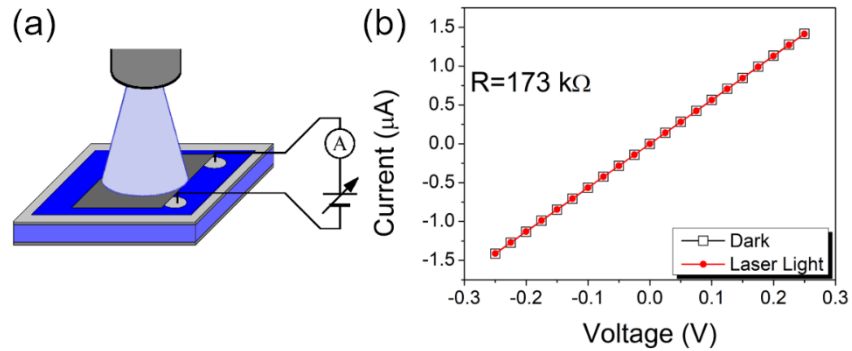 (a)
A
(b)
R=173 kΩ
Current (μA)
1.5
1.0
0.5
0.0
-0.5
-1.0
-1.5
Dark
Laser Light
-0.3 -0.2 -0.1 0.0 0.1 0.2 0.3
Voltage (V)